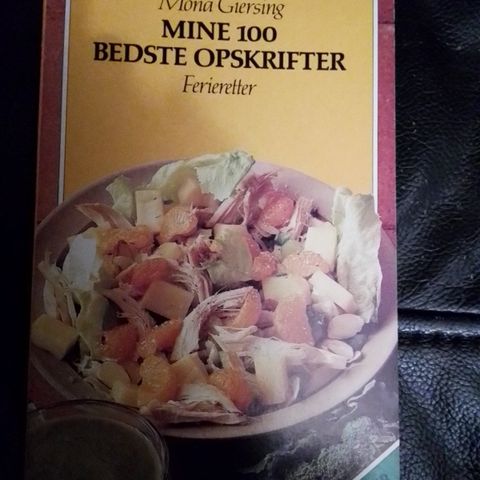 Mona Giersing
MINE 100
BEDSTE OPSKRIFTER
Ferieretter